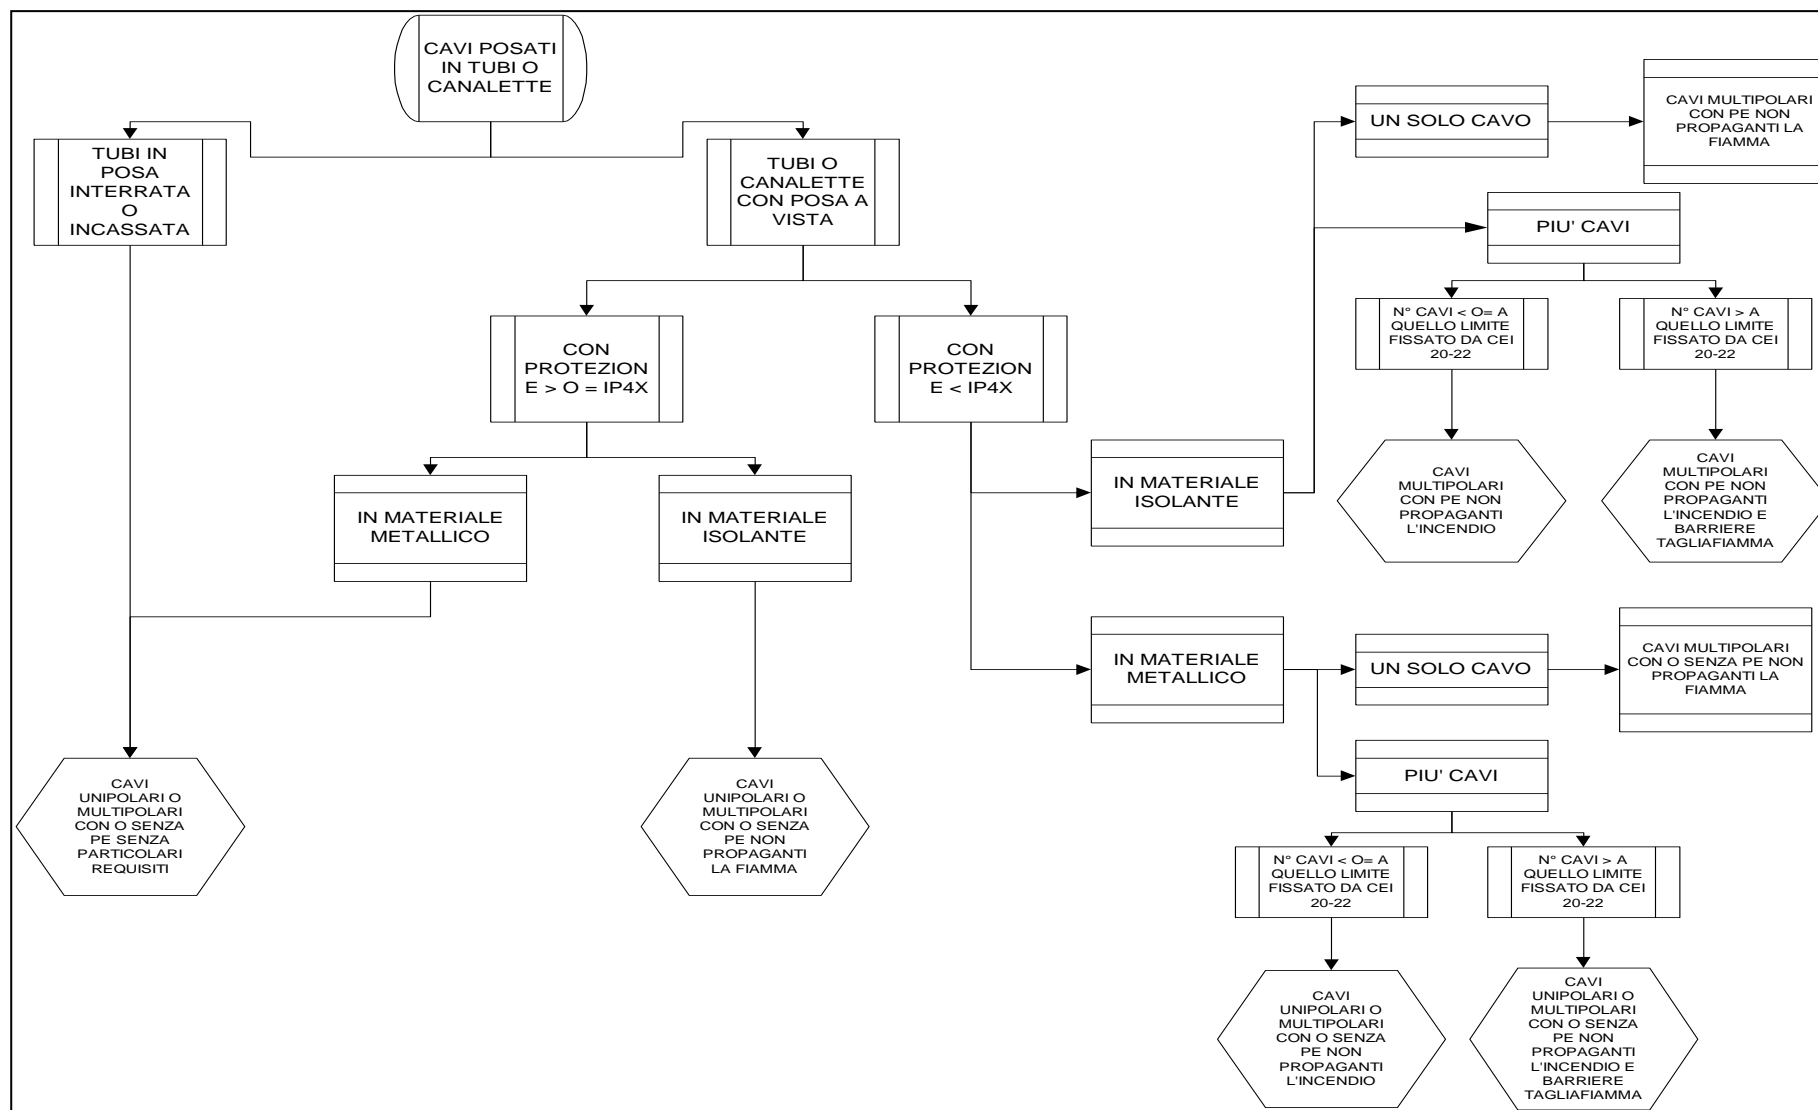 CAVI POSATI
IN TUBI O
CANALETTE
TUBI IN
POSA
INTERRATA
O
INCASSATA
TUBI O
CANALETTE
CON POSA A
VISTA
CON
PROTEZION
E > O = IP4X
CON
PROTEZION
E < IP4X
IN MATERIALE
METALLICO
IN MATERIALE
ISOLANTE
CAVI
UNIPOLARI O
MULTIPOLARI
CON O SENZA
PE SENZA
PARTICOLARI
REQUISITI
CAVI
UNIPOLARI O
MULTIPOLARI
CON O SENZA
PE NON
PROPAGANTI
LA FIAMMA
IN MATERIALE
ISOLANTE
UN SOLO CAVO
CAVI MULTIPOLARI
CON PE NON
PROPAGANTI LA
FIAMMA
PIU' CAVI
N° CAVI < O= A
QUELLO LIMITE
FISSATO DA CEI
20-22
N° CAVI > A
QUELLO LIMITE
FISSATO DA CEI
20-22
CAVI
MULTIPOLARI
CON PE NON
PROPAGANTI
L'INCENDIO
CAVI
MULTIPOLARI
CON PE NON
PROPAGANTI
L'INCENDIO E
BARRIERE
TAGLIAFIAMMA
IN MATERIALE
METALLICO
UN SOLO CAVO
CAVI MULTIPOLARI
CON O SENZA PE NON
PROPAGANTI LA
FIAMMA
PIU' CAVI
N° CAVI < O= A
QUELLO LIMITE
FISSATO DA CEI
20-22
N° CAVI > A
QUELLO LIMITE
FISSATO DA CEI
20-22
CAVI
UNIPOLARI O
MULTIPOLARI
CON O SENZA
PE NON
PROPAGANTI
L'INCENDIO
CAVI
UNIPOLARI O
MULTIPOLARI
CON O SENZA
PE NON
PROPAGANTI
L'INCENDIO E
BARRIERE
TAGLIAFIAMMA